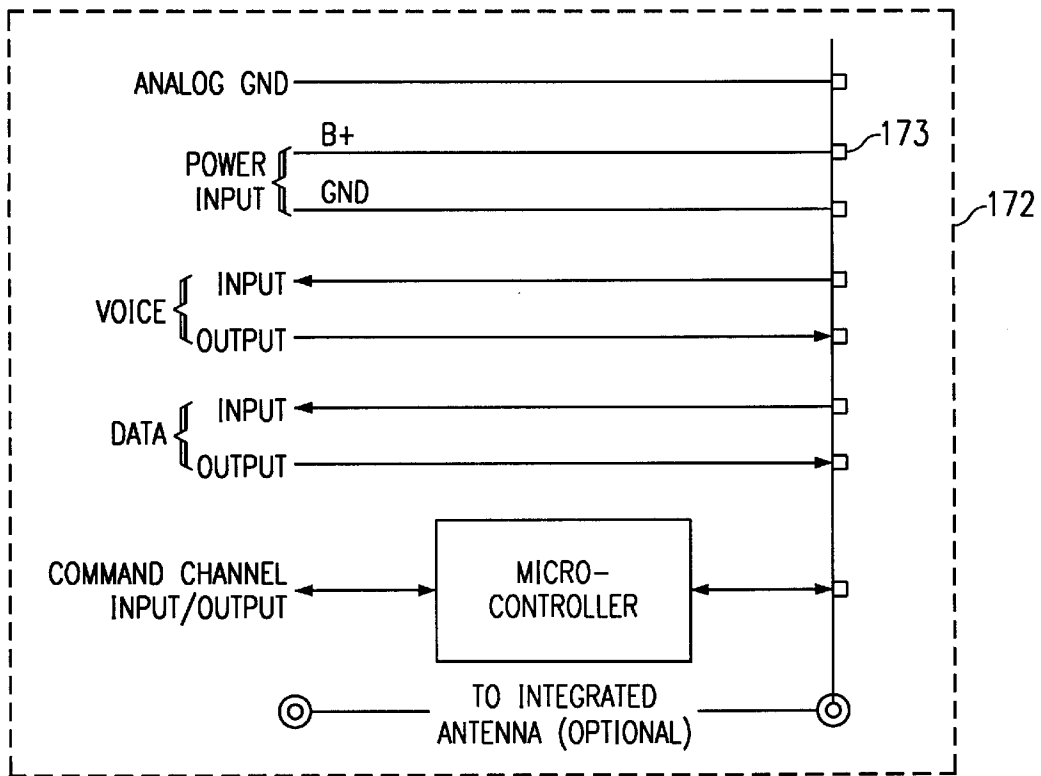 ANALOG GND
B+
173
POWER
INPUT
GND
172
INPUT
VOICE
OUTPUT
INPUT
DATA
OUTPUT
COMMAND CHANNEL
INPUT/OUTPUT
MICRO-
CONTROLLER
TO INTEGRATED
ANTENNA (OPTIONAL)